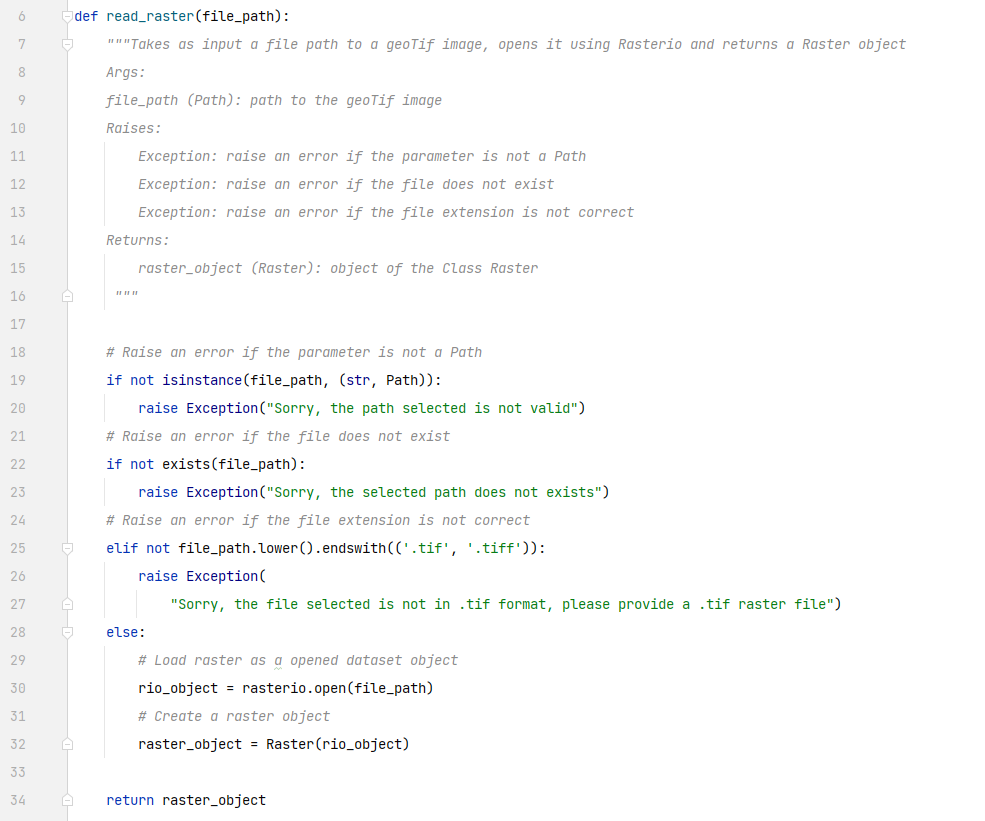 6 def read_raster(file_path):
7     """Takes as input a file path to a geoTif image, opens it using Rasterio and returns a Raster object
8     Args:
9     file_path (Path): path to the geoTif image
10     Raises:
11         Exception: raise an error if the parameter is not a Path
12         Exception: raise an error if the file does not exist
13         Exception: raise an error if the file extension is not correct
14     Returns:
15         raster_object (Raster): object of the Class Raster
16      """
17
18     # Raise an error if the parameter is not a Path
19     if not isinstance(file_path, (str, Path)):
20         raise Exception("Sorry, the path selected is not valid")
21     # Raise an error if the file does not exist
22     if not exists(file_path):
23         raise Exception("Sorry, the selected path does not exists")
24     # Raise an error if the file extension is not correct
25     elif not file_path.lower().endswith(('.tif', '.tiff')):
26         raise Exception(
27             "Sorry, the file selected is not in .tif format, please provide a .tif raster file")
28     else:
29         # Load raster as a opened dataset object
30         rio_object = rasterio.open(file_path)
31         # Create a raster object
32         raster_object = Raster(rio_object)
33
34     return raster_object